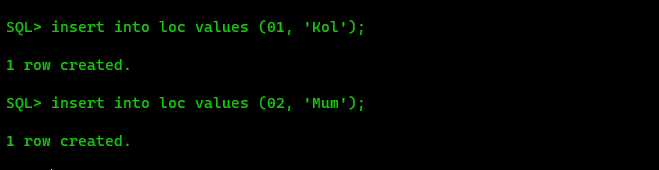 SQL> insert into loc values (01, 'Kol');
1 row created.
SQL> insert into loc values (02, 'Mum');
1 row created.